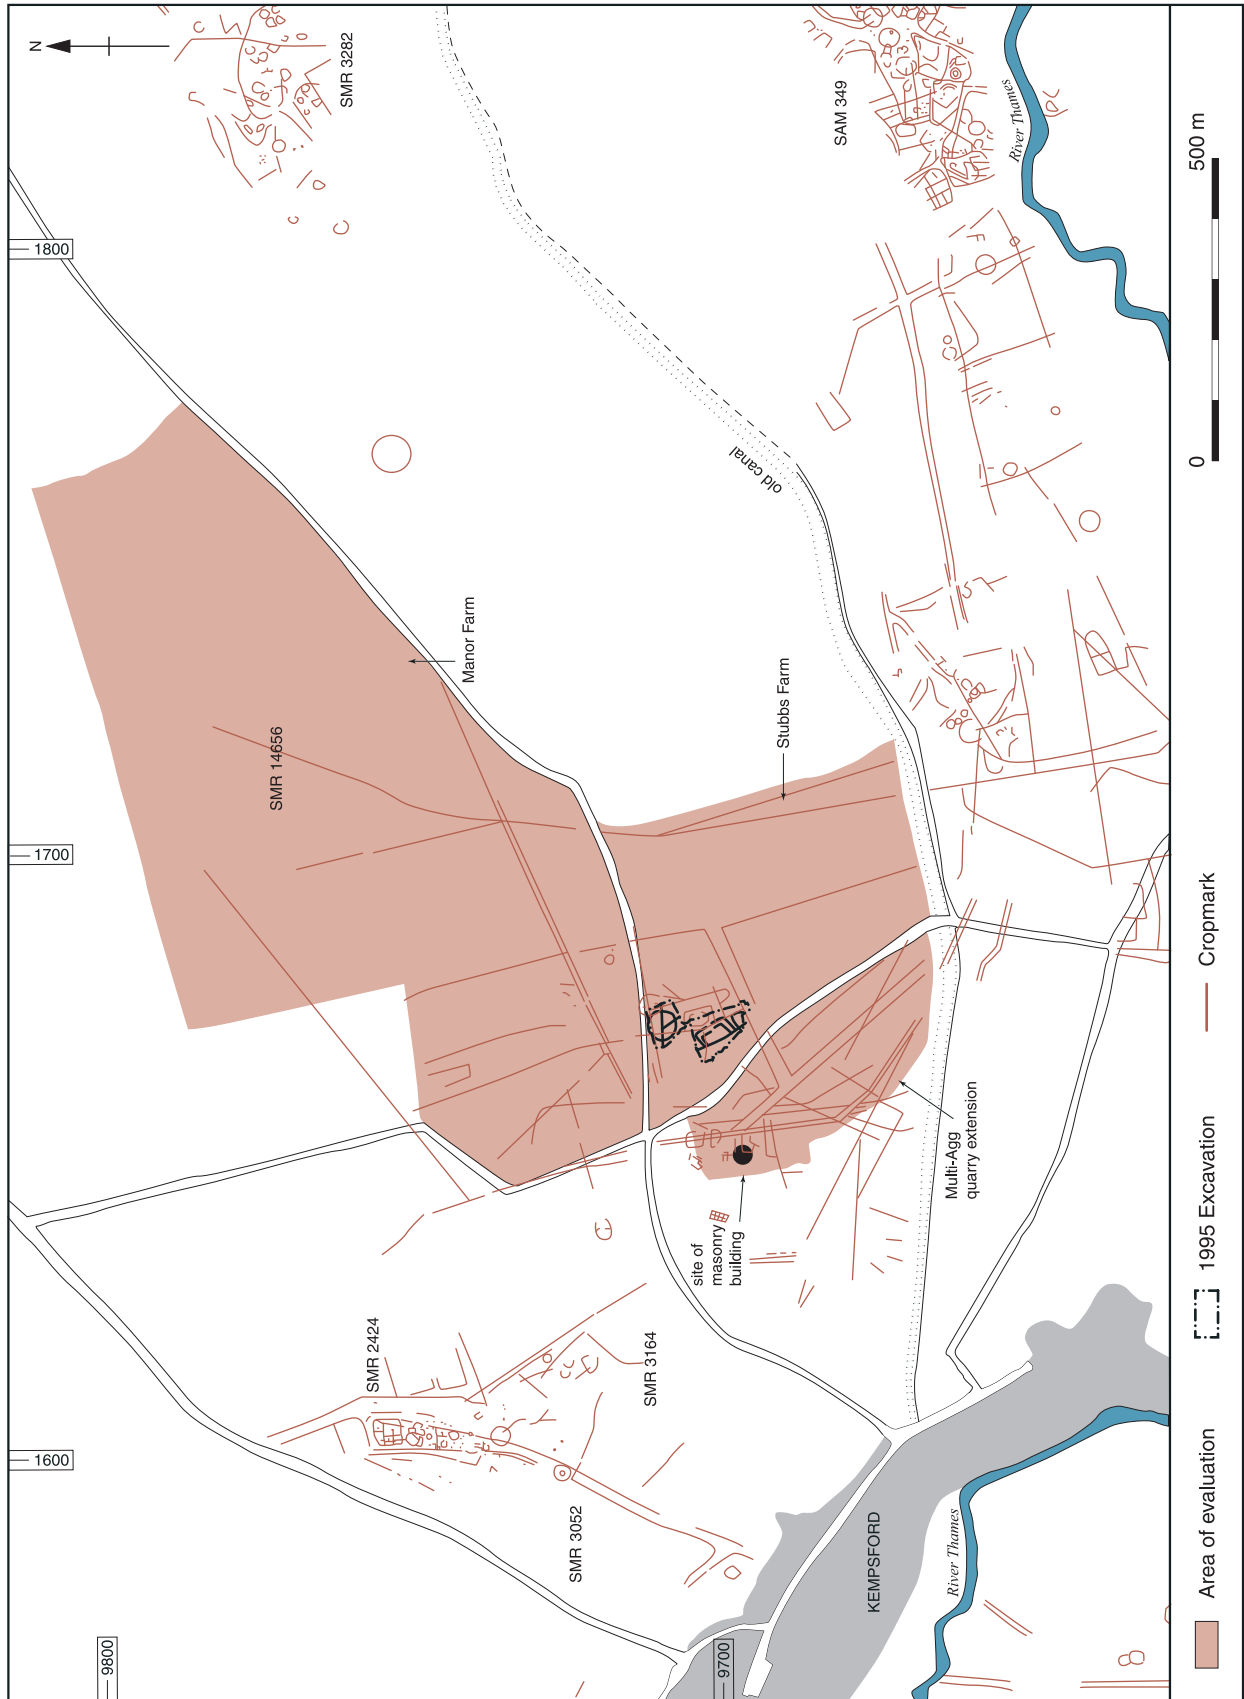 N
SMR 3282
SAM 349
River Thames
1800
old canal
Manor Farm
SMR 14656
Stubbs Farm
1700
Multi-Agg
quarry extension
site of
masonry
building
SMR 2424
SMR 3164
1600
SMR 3052
KEMPSFORD
River Thames
9800
9700
Area of evaluation
1995 Excavation
Cropmark
0
500 m